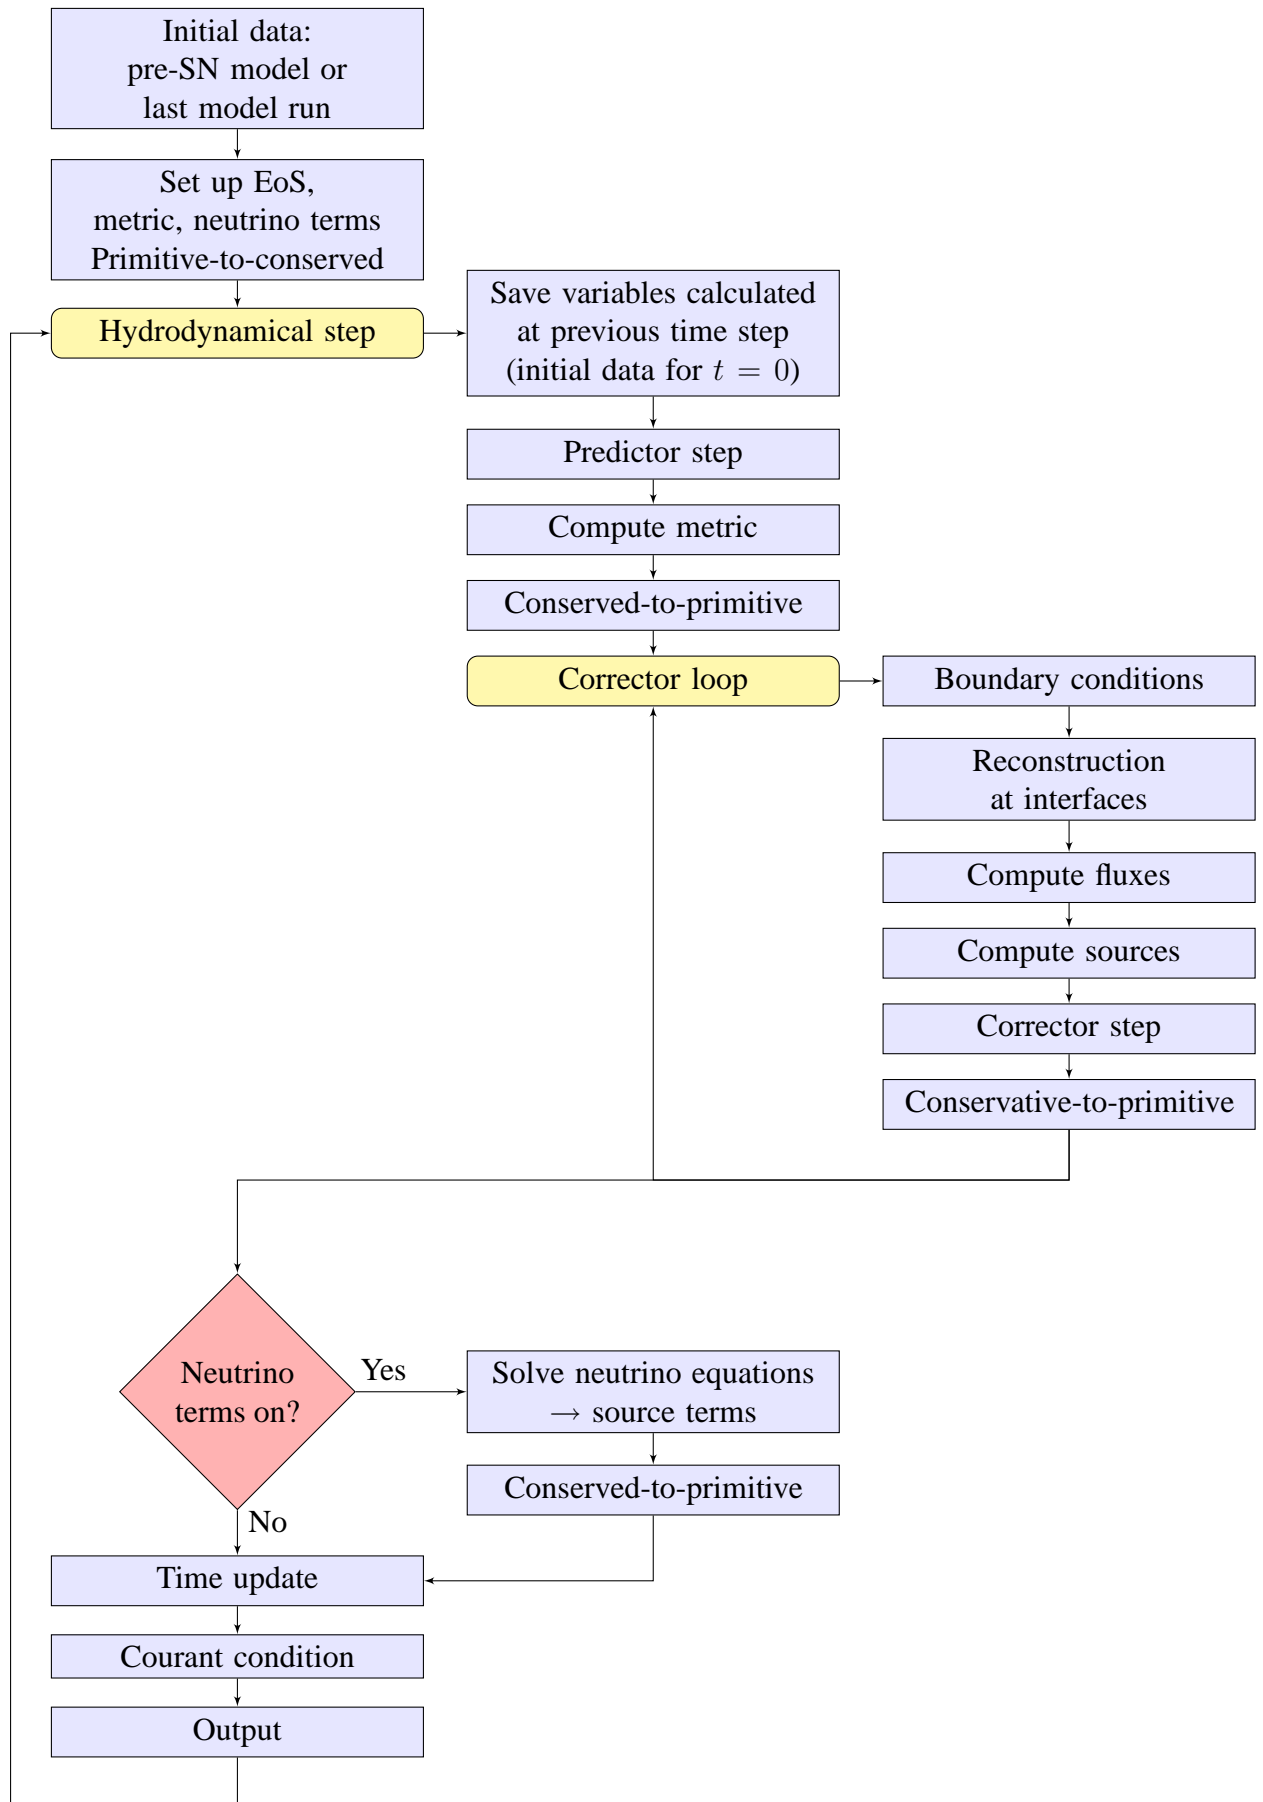 Initial data:
pre-SN model or
last model run
Set up EoS,
metric, neutrino terms
Primitive-to-conserved
Hydrodynamical step
Save variables calculated
at previous time step
(initial data for t = 0)
Predictor step
Compute metric
Conserved-to-primitive
Corrector loop
Boundary conditions
Reconstruction
at interfaces
Compute fluxes
Compute sources
Corrector step
Conservative-to-primitive
Neutrino
terms on?
Yes
Solve neutrino equations
→ source terms
Conserved-to-primitive
No
Time update
Courant condition
Output